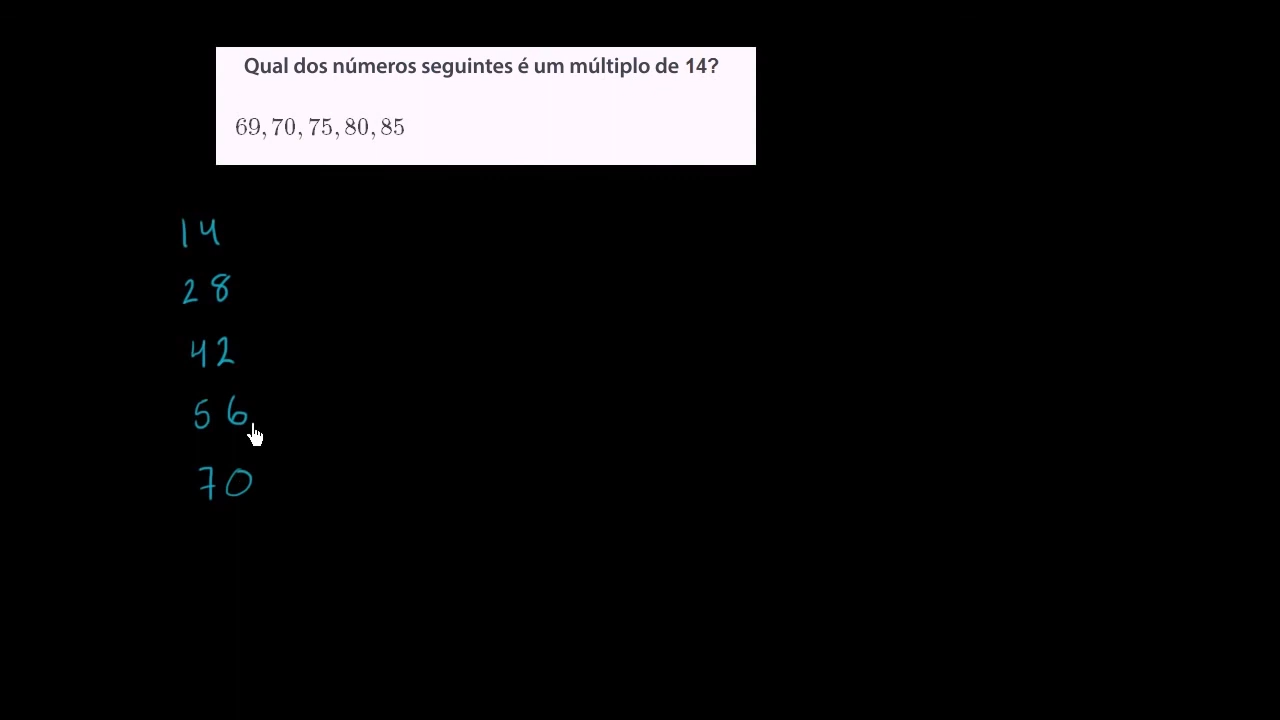 Qual dos números seguintes é um múltiplo de 14?
69, 70, 75, 80, 85
14
28
42
56
70